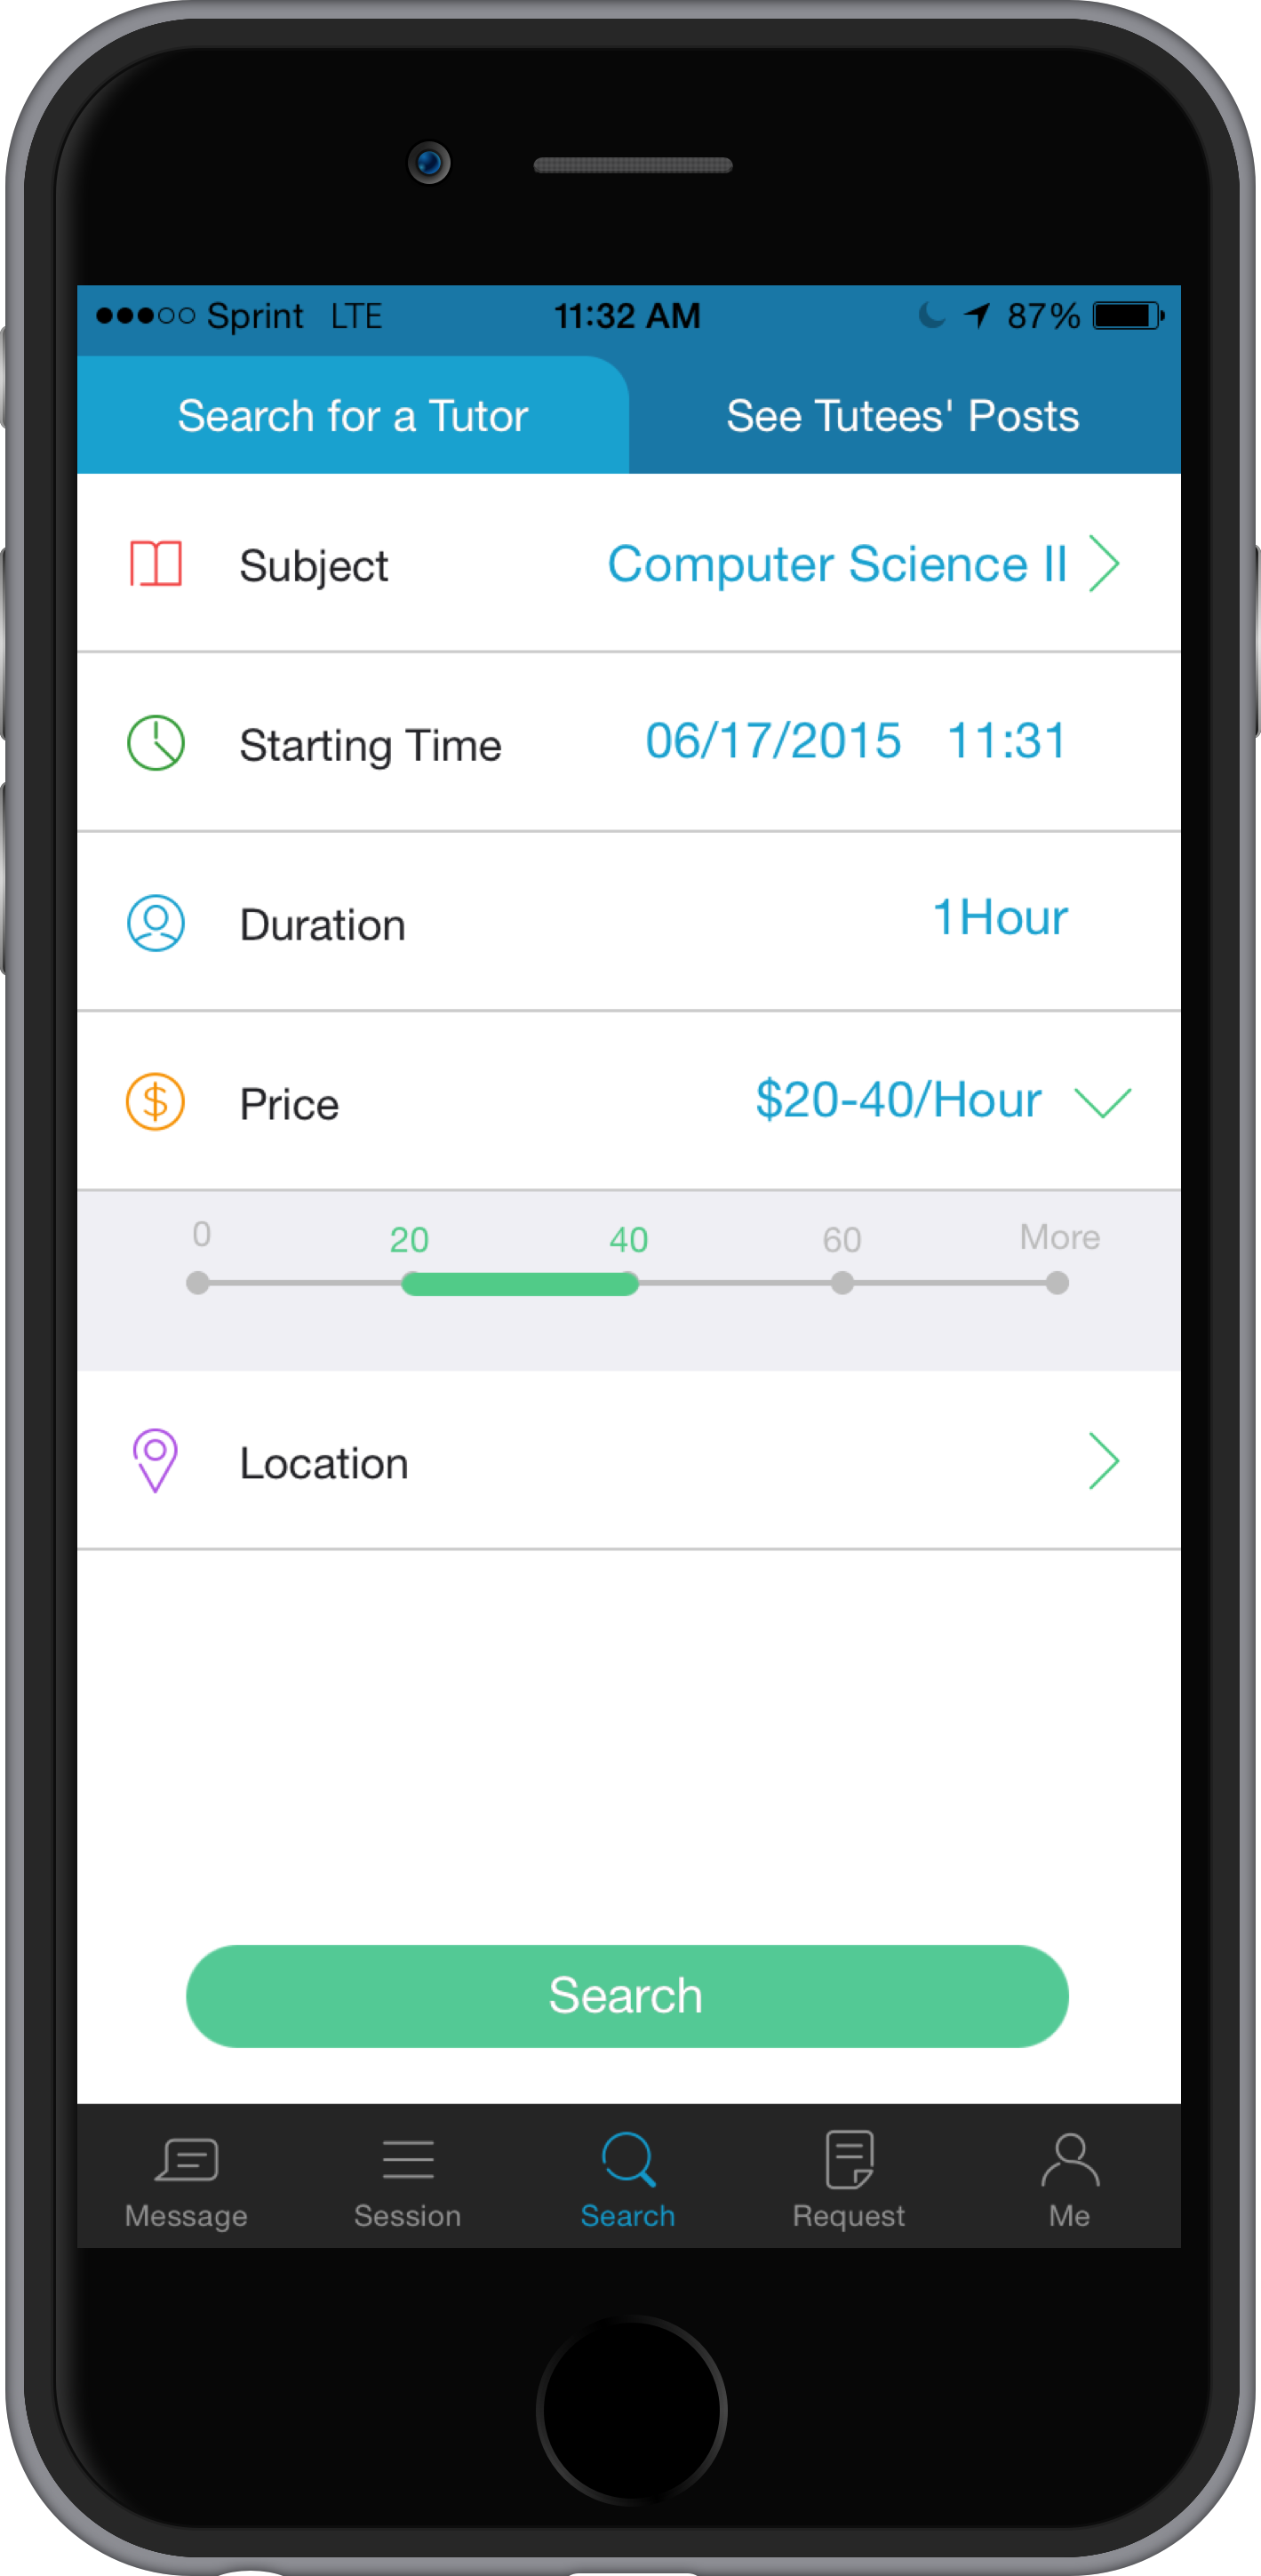 Sprint LTE 11:32 AM 87%
Search for a Tutor See Tutees' Posts
Subject Computer Science II
Starting Time 06/17/2015 11:31
Duration 1Hour
Price $20-40/Hour
0 20 40 60 More
Location
Search
Message Session Search Request Me